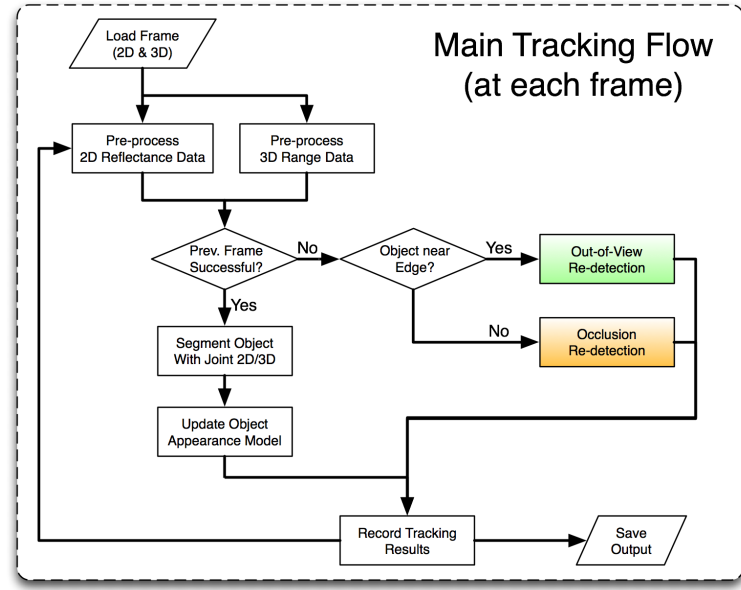 Main Tracking Flow
(at each frame)
Load Frame
(2D & 3D)
Pre-process
2D Reflectance Data
Pre-process
3D Range Data
Prev. Frame
Successful?
No
Object near
Edge?
Yes
Out-of-View
Re-detection
Yes
No
Occlusion
Re-detection
Segment Object
With Joint 2D/3D
Update Object
Appearance Model
Record Tracking
Results
Save
Output